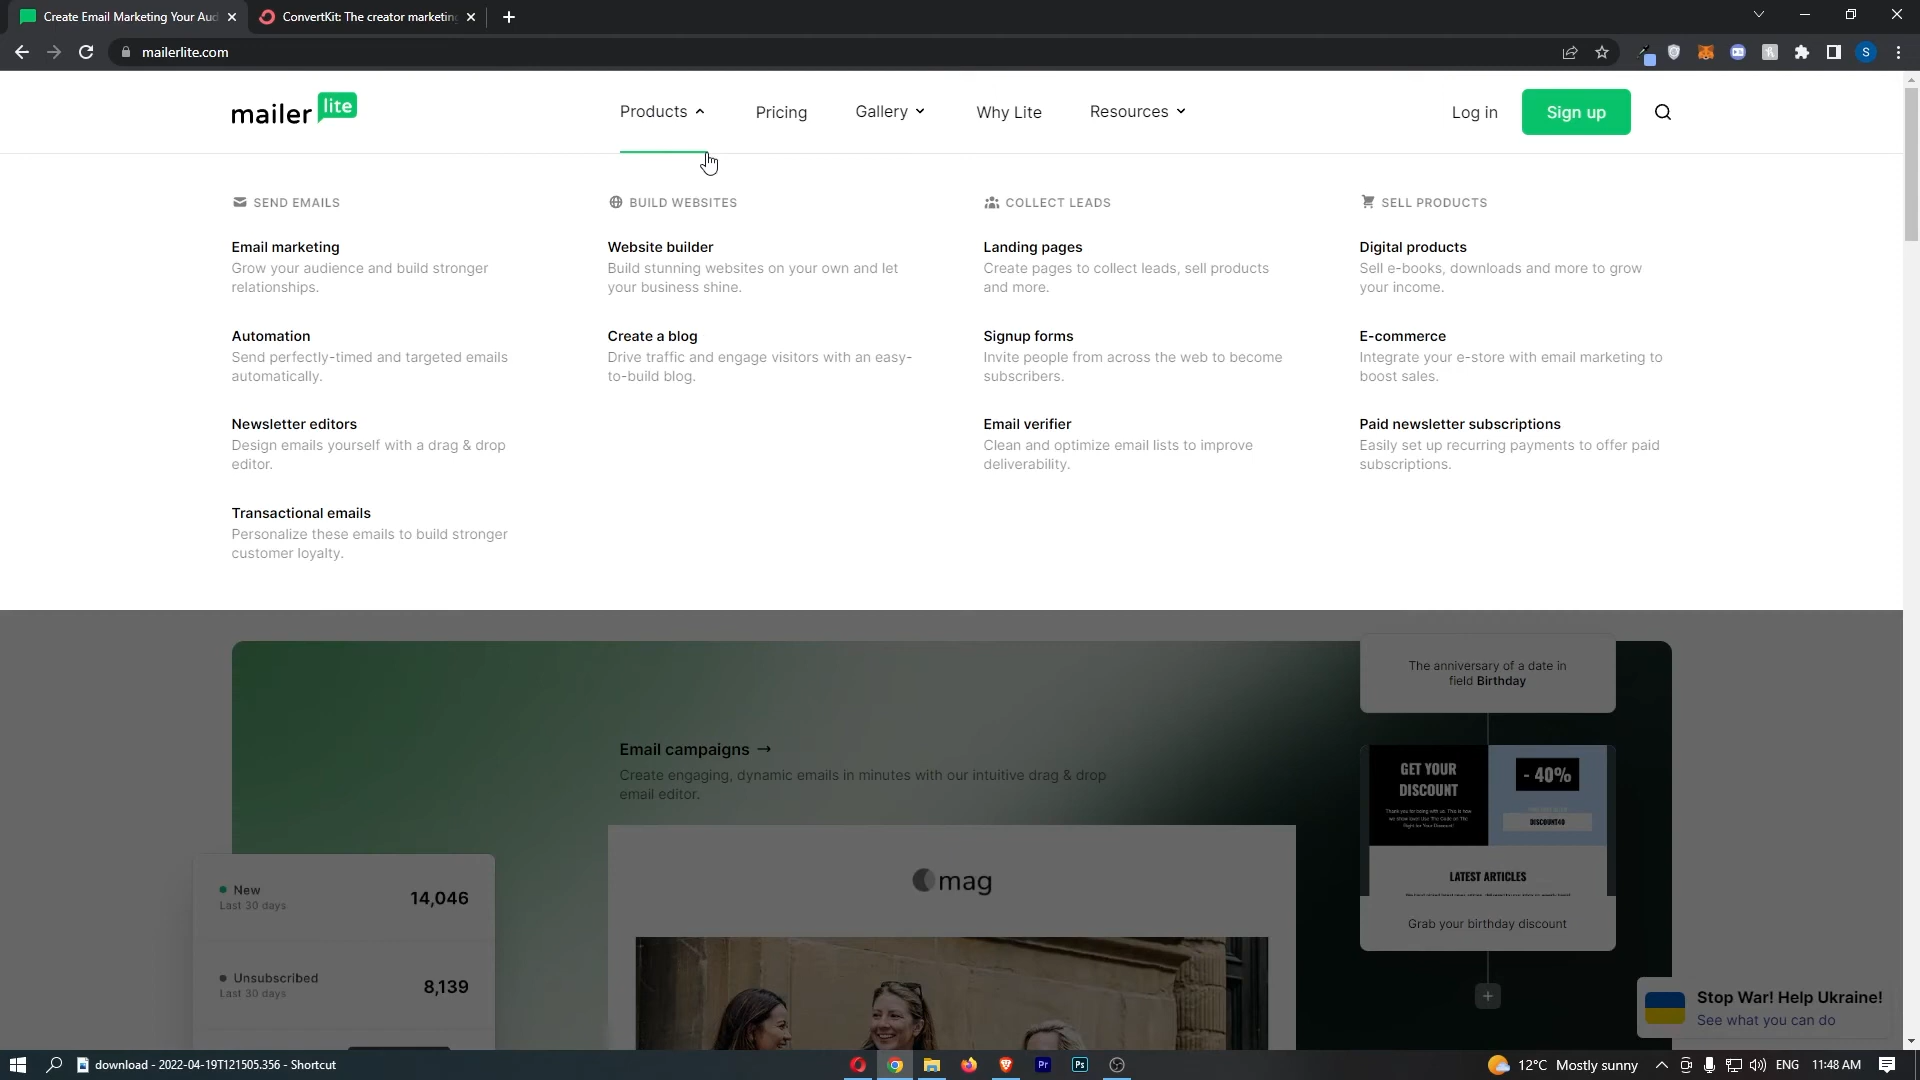 Create Email Marketing Your Aud
ConvertKit: The creator marketing
mailerlite.com
S
mailer lite
Products
Pricing
Gallery
Why Lite
Resources
Log in
Sign up
SEND EMAILS
BUILD WEBSITES
COLLECT LEADS
SELL PRODUCTS
Email marketing
Grow your audience and build stronger
relationships.
Website builder
Build stunning websites on your own and let
your business shine.
Landing pages
Create pages to collect leads, sell products
and more.
Digital products
Sell e-books, downloads and more to grow
your income.
Automation
Send perfectly-timed and targeted emails
automatically.
Create a blog
Drive traffic and engage visitors with an easy-
to-build blog.
Signup forms
Invite people from across the web to become
subscribers.
E-commerce
Integrate your e-store with email marketing to
boost sales.
Newsletter editors
Design emails yourself with a drag & drop
editor.
Email verifier
Clean and optimize email lists to improve
deliverability.
Paid newsletter subscriptions
Easily set up recurring payments to offer paid
subscriptions.
Transactional emails
Personalize these emails to build stronger
customer loyalty.
The anniversary of a date in
field Birthday
Email campaigns →
Create engaging, dynamic emails in minutes with our intuitive drag & drop
email editor.
GET YOUR
DISCOUNT
- 40%
DISCOUNT40
LATEST ARTICLES
Grab your birthday discount
mag
New
Last 30 days
14,046
Unsubscribed
Last 30 days
8,139
Stop War! Help Ukraine!
See what you can do
download - 2022-04-19T121505.356 - Shortcut
Pr
Ps
12°C Mostly sunny
ENG
11:48 AM